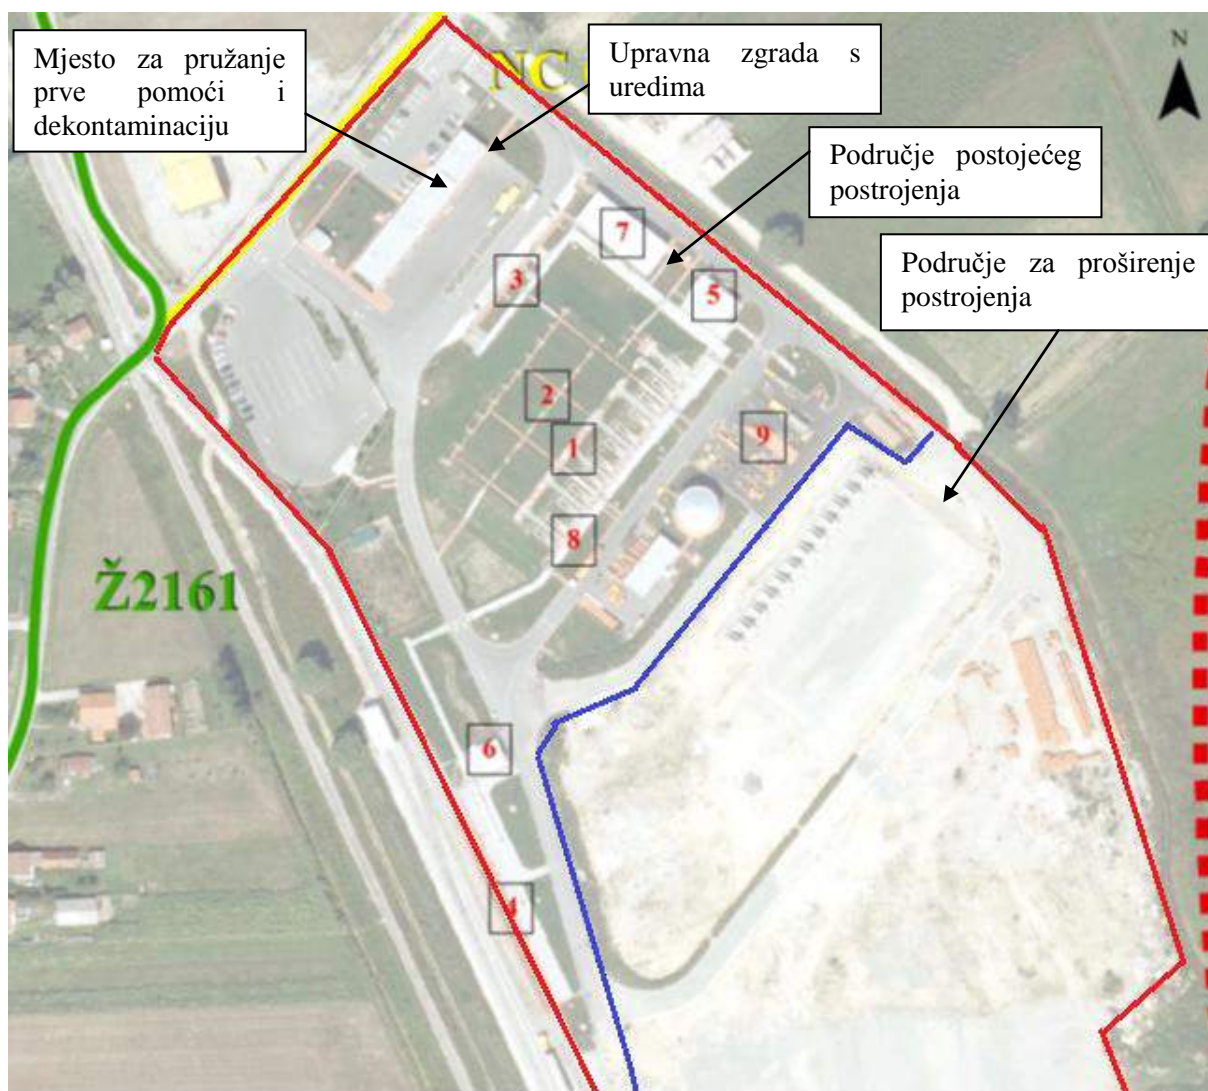 Mjesto za pružanje
prve pomoći i
dekontaminaciju
NC
Upravna zgrada s
uredima
N
Područje postojećeg
postrojenja
Područje za proširenje
postrojenja
7
3
5
2
1
9
8
Ž2161
6
4